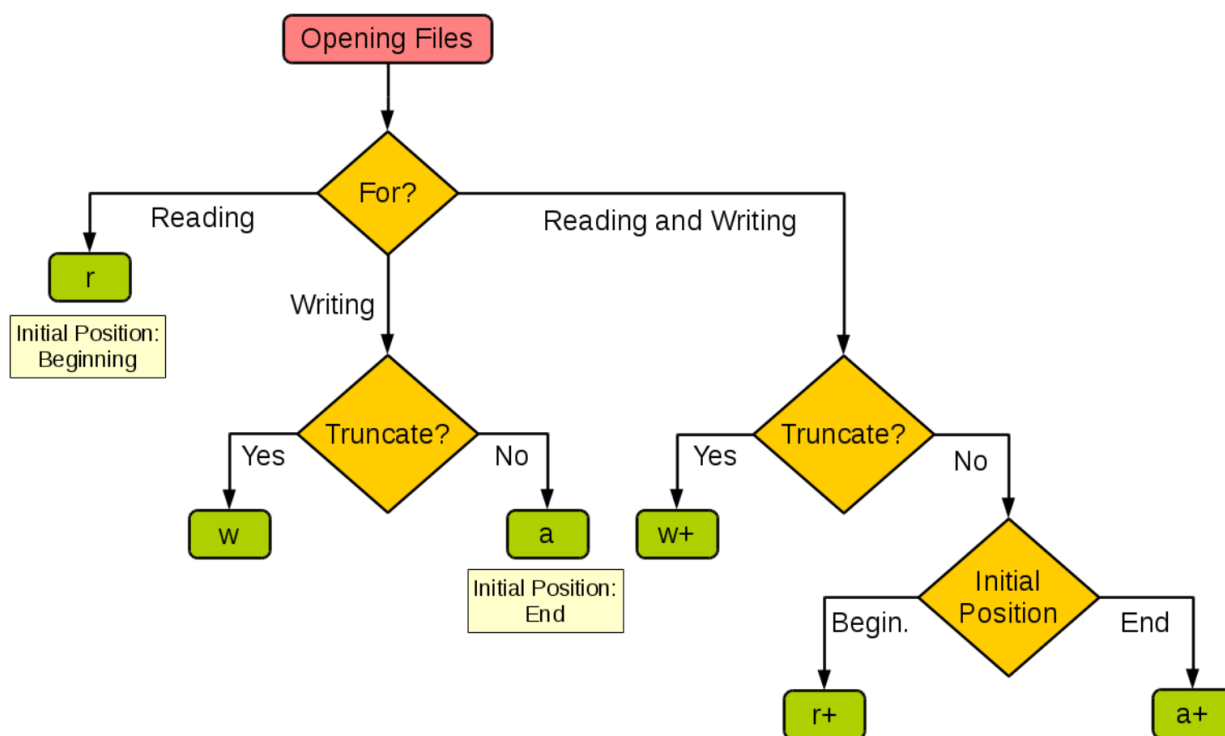 Opening Files
For?
Reading
Reading and Writing
r
Writing
Initial Position:
Beginning
Truncate?
Truncate?
Yes
No
Yes
No
w
a
w+
Initial Position:
End
Initial
Position
Begin.
End
r+
a+